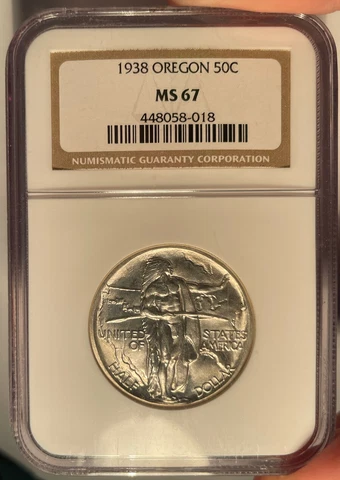 1938 OREGON 50C
MS 67
448058-018
NUMISMATIC GUARANTY CORPORATION
UNITED STATES
OF AMERICA
HALF DOLLAR